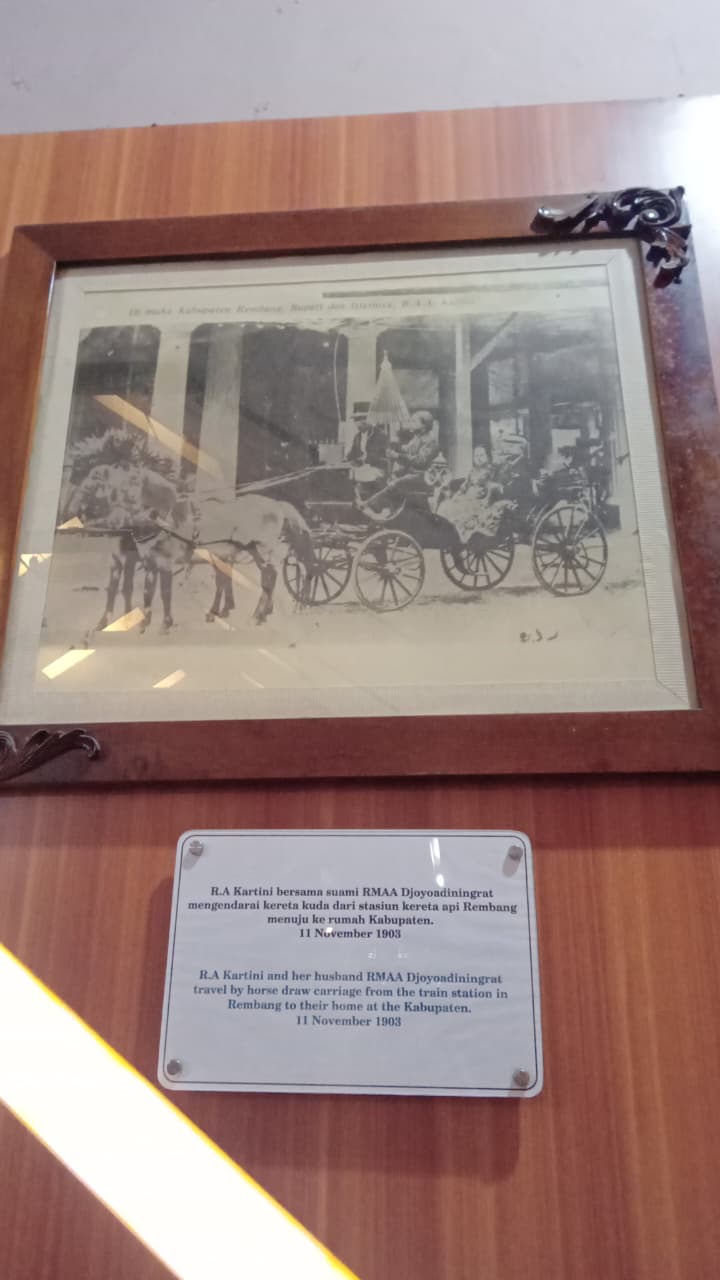 Di muka Kabupaten Rembang, Bupati dan Isterinya, R.A.A.
R.A Kartini bersama suami RMAA Djoyoadiningrat
mengendarai kereta kuda dari stasiun kereta api Rembang
menuju ke rumah Kabupaten.
11 November 1903
R.A Kartini and her husband RMAA Djoyoadiningrat
travel by horse draw carriage from the train station in
Rembang to their home at the Kabupaten.
11 November 1903